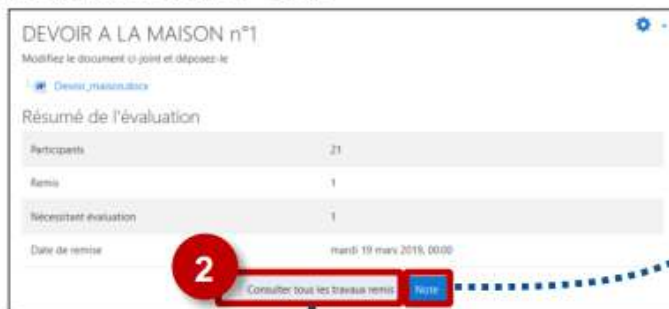 DEVOIR A LA MAISON n°1
Modifiez le document ci-joint et déposez-le
Devoir_maison.docx
Résumé de l'évaluation
Participants 21
Remis 1
Nécessitant évaluation 1
Date de remise mardi 19 mars 2019, 00:00
2
Consulter tous les travaux remis Note